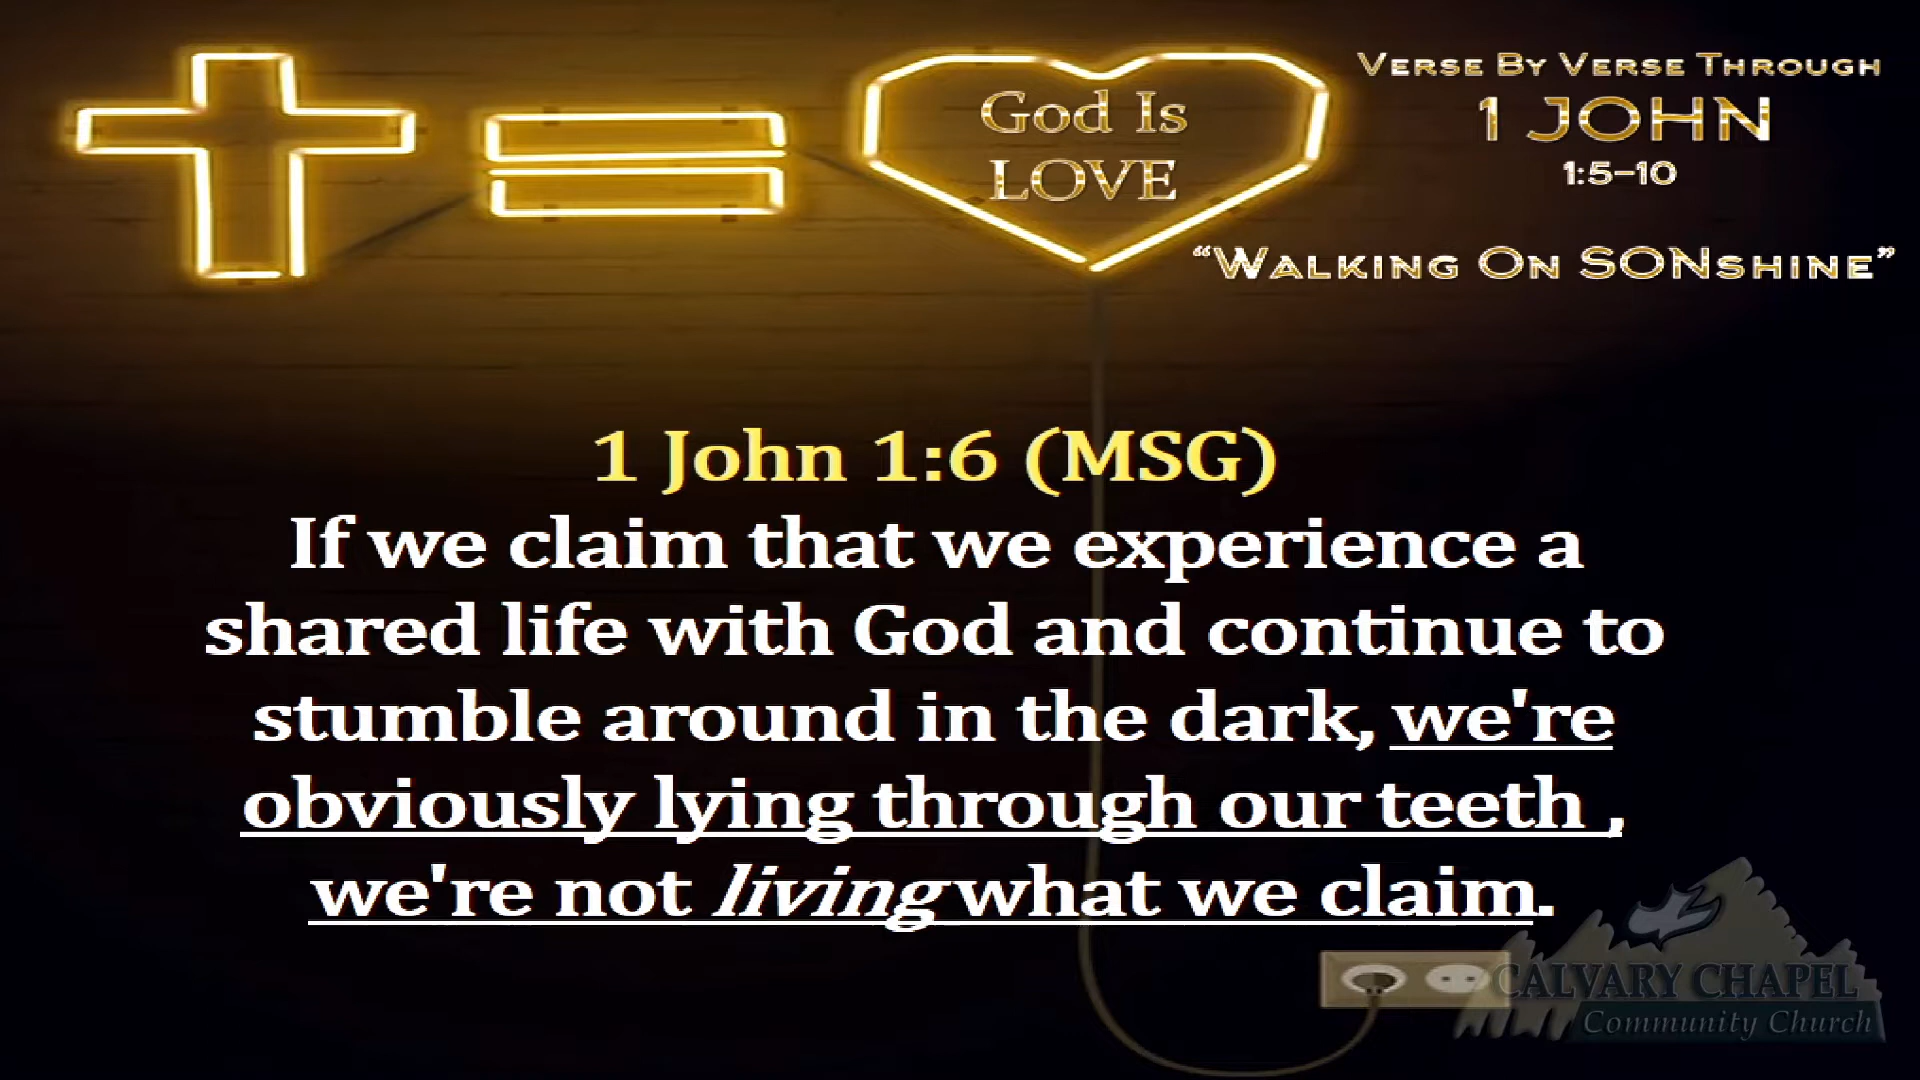 God Is
LOVE
VERSE BY VERSE THROUGH
1 JOHN
1:5-10
“WALKING ON SONSHINE”
1 John 1:6 (MSG)
If we claim that we experience a
shared life with God and continue to
stumble around in the dark, we're
obviously lying through our teeth ,
we're not living what we claim.
CALVARY CHAPEL
Community Church